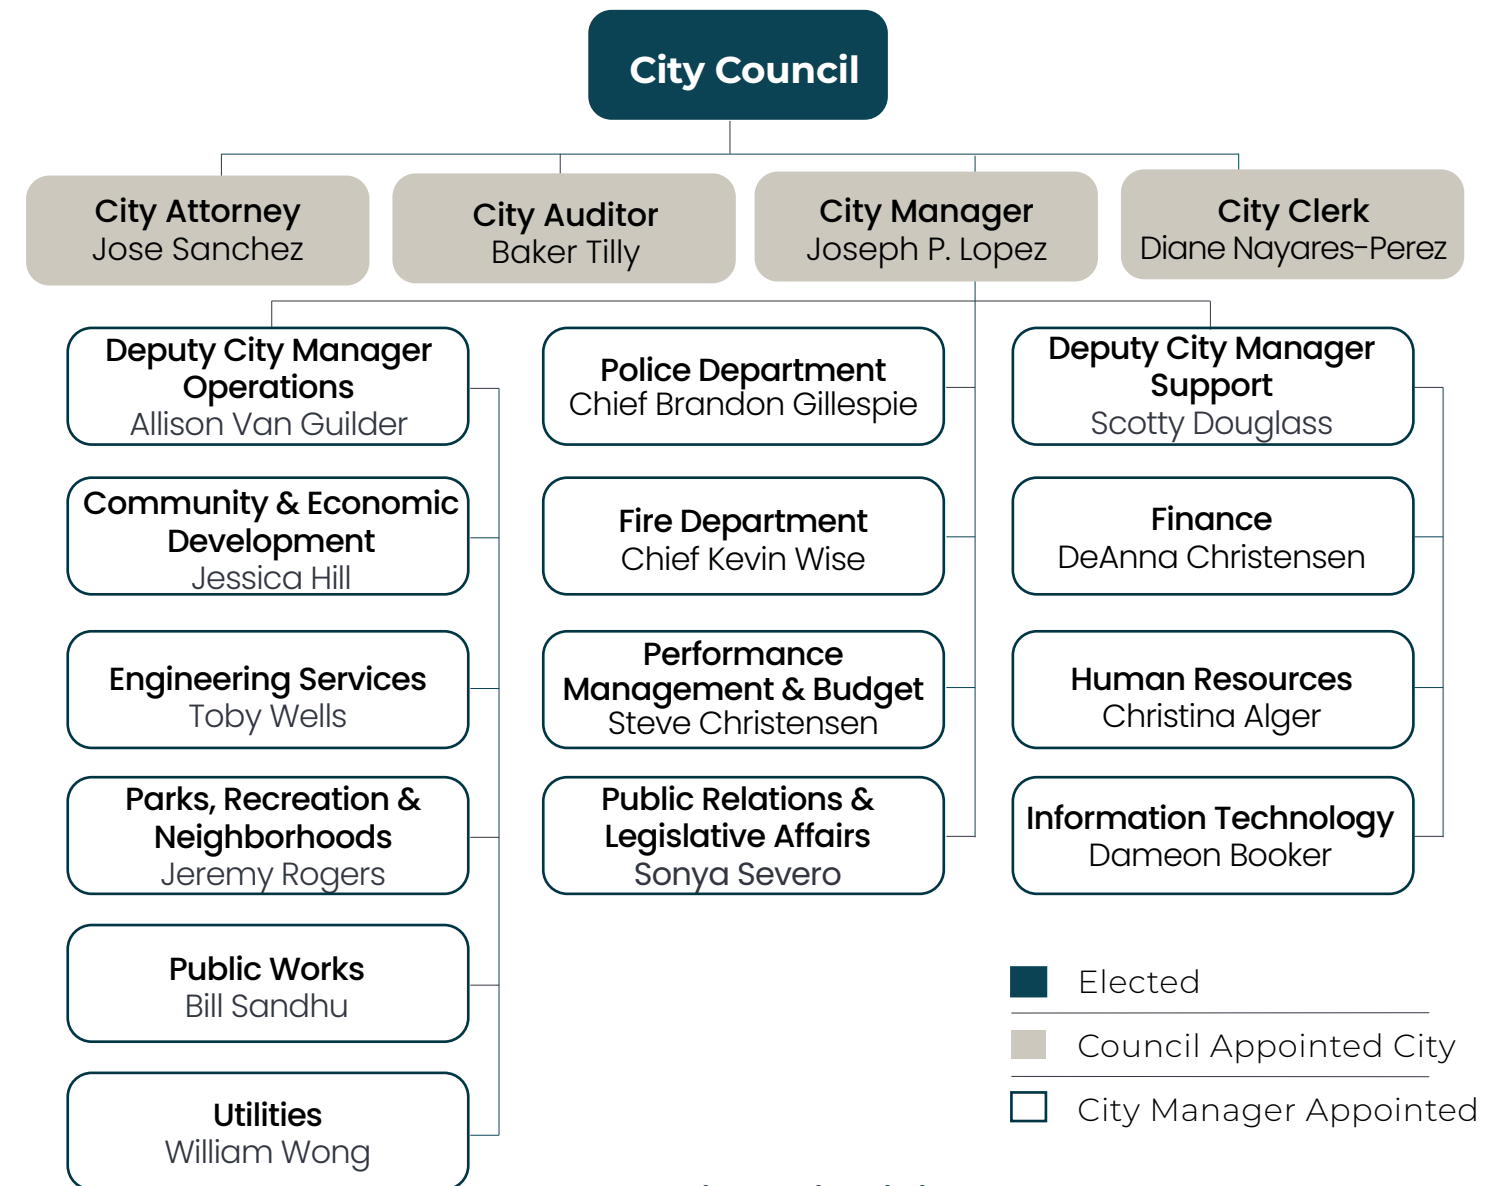 City Council
City Attorney
Jose Sanchez
City Auditor
Baker Tilly
City Manager
Joseph P. Lopez
City Clerk
Diane Nayares-Perez
Deputy City Manager
Operations
Allison Van Guilder
Community & Economic
Development
Jessica Hill
Engineering Services
Toby Wells
Parks, Recreation &
Neighborhoods
Jeremy Rogers
Public Works
Bill Sandhu
Utilities
William Wong
Police Department
Chief Brandon Gillespie
Fire Department
Chief Kevin Wise
Performance
Management & Budget
Steve Christensen
Public Relations &
Legislative Affairs
Sonya Severo
Deputy City Manager
Support
Scotty Douglass
Finance
DeAnna Christensen
Human Resources
Christina Alger
Information Technology
Dameon Booker
Elected
Council Appointed City
City Manager Appointed